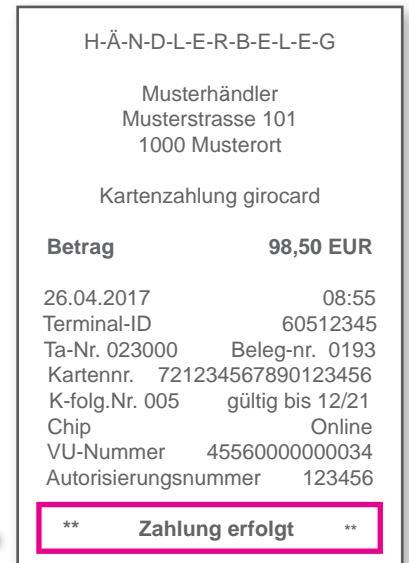 H-Ä-N-D-L-E-R-B-E-L-E-G
Musterhändler
Musterstrasse 101
1000 Musterort
Kartenzahlung girocard
Betrag 98,50 EUR
26.04.2017 08:55
Terminal-ID 60512345
Ta-Nr. 023000 Beleg-nr. 0193
Kartennr. 721234567890123456
K-folg.Nr. 005 gültig bis 12/21
Chip Online
VU-Nummer 45560000000034
Autorisierungsnummer 123456
** Zahlung erfolgt **